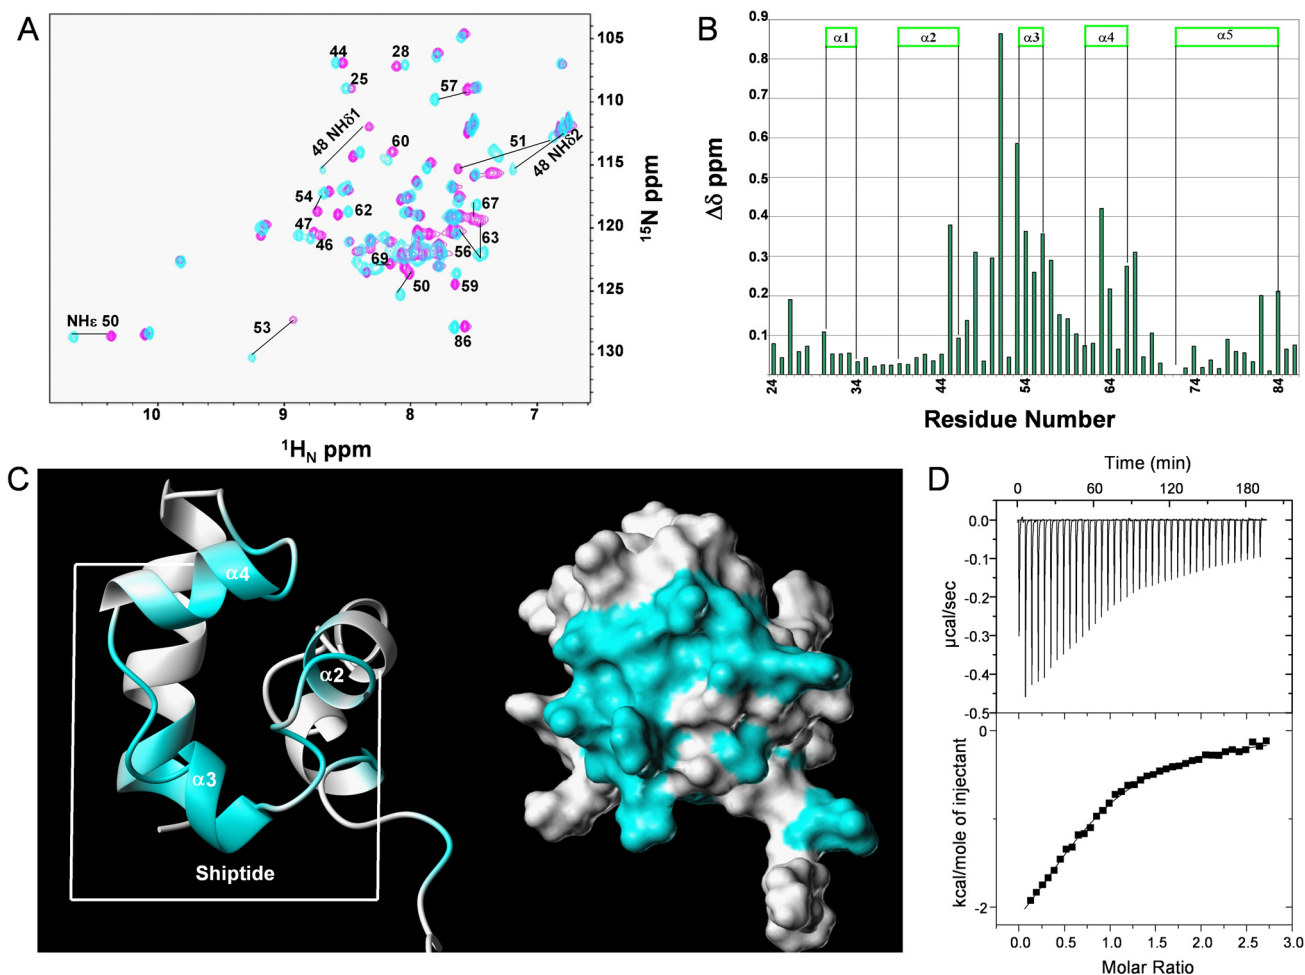 A
44
28
25
57
48 NHδ1
60
51
48 NHδ2
54
62
67
47
46
63
56
69
50
59
NHε 50
53
86
105
110
115
120
125
130
¹⁵N ppm
10 9 8 7
¹H_N ppm
B
0.9
0.8
0.7
0.6
0.5
0.4
0.3
0.2
0.1
Δδ ppm
α1 α2 α3 α4 α5
24 34 44 54 64 74 84
Residue Number
C
α4
α2
α3
Shiptide
D
Time (min)
0 60 120 180
0.0
-0.1
-0.2
-0.3
-0.4
-0.5
µcal/sec
0
-2
kcal/mole of injectant
0.0 0.5 1.0 1.5 2.0 2.5 3.0
Molar Ratio